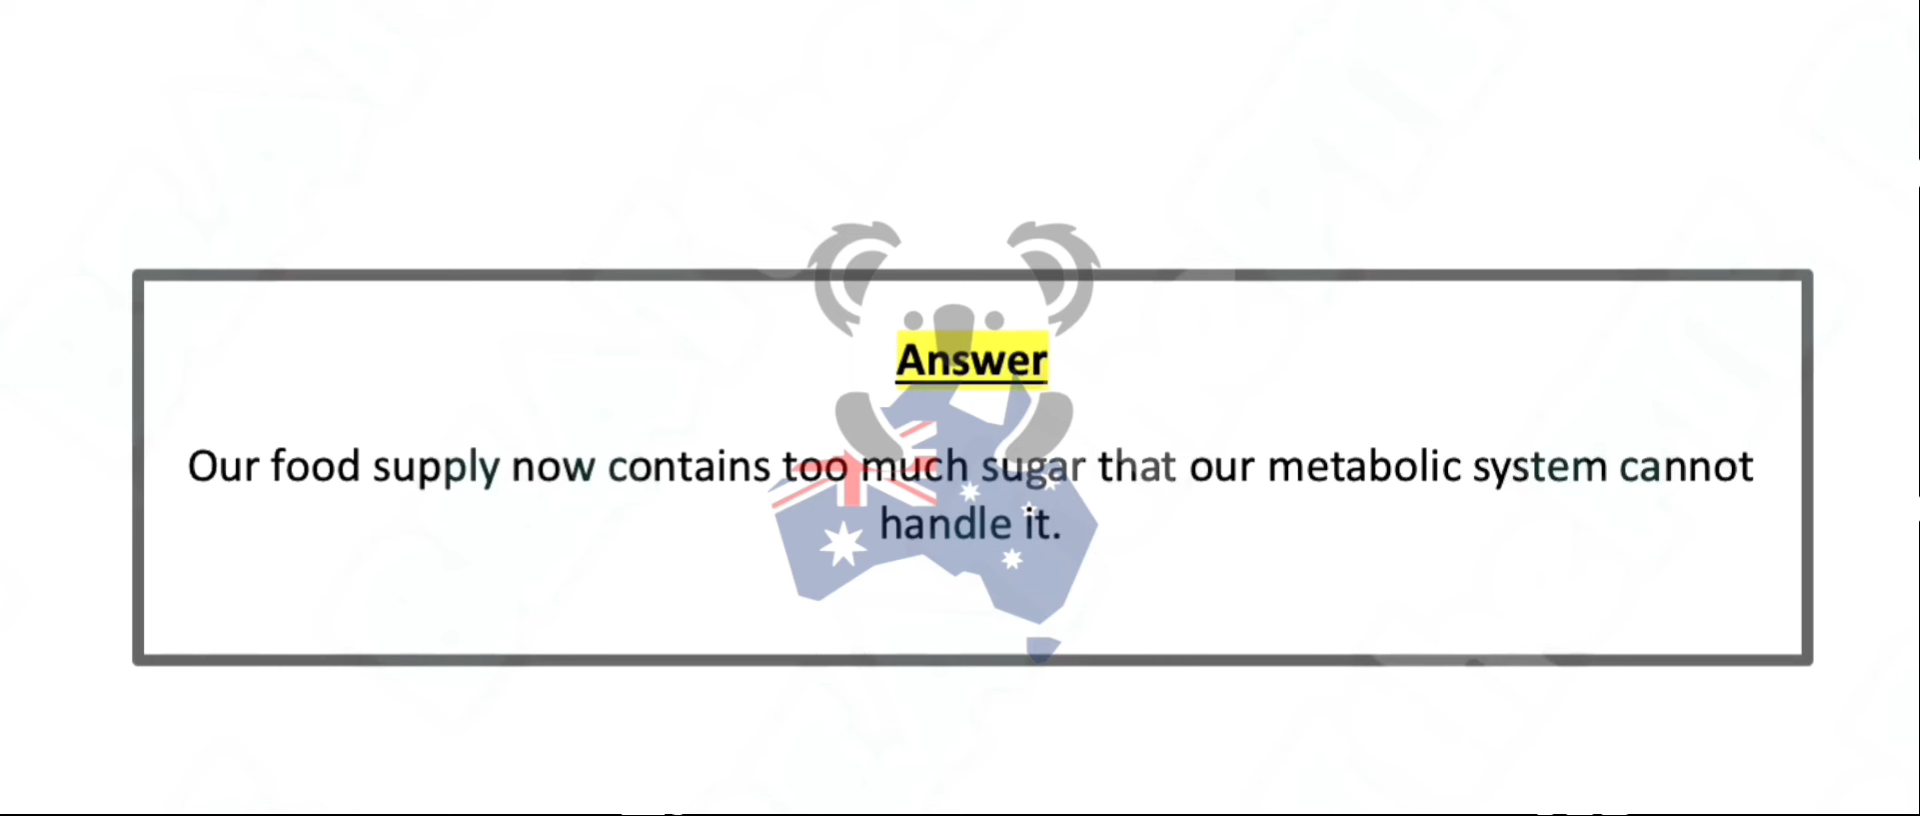 Answer
Our food supply now contains too much sugar that our metabolic system cannot
handle it.